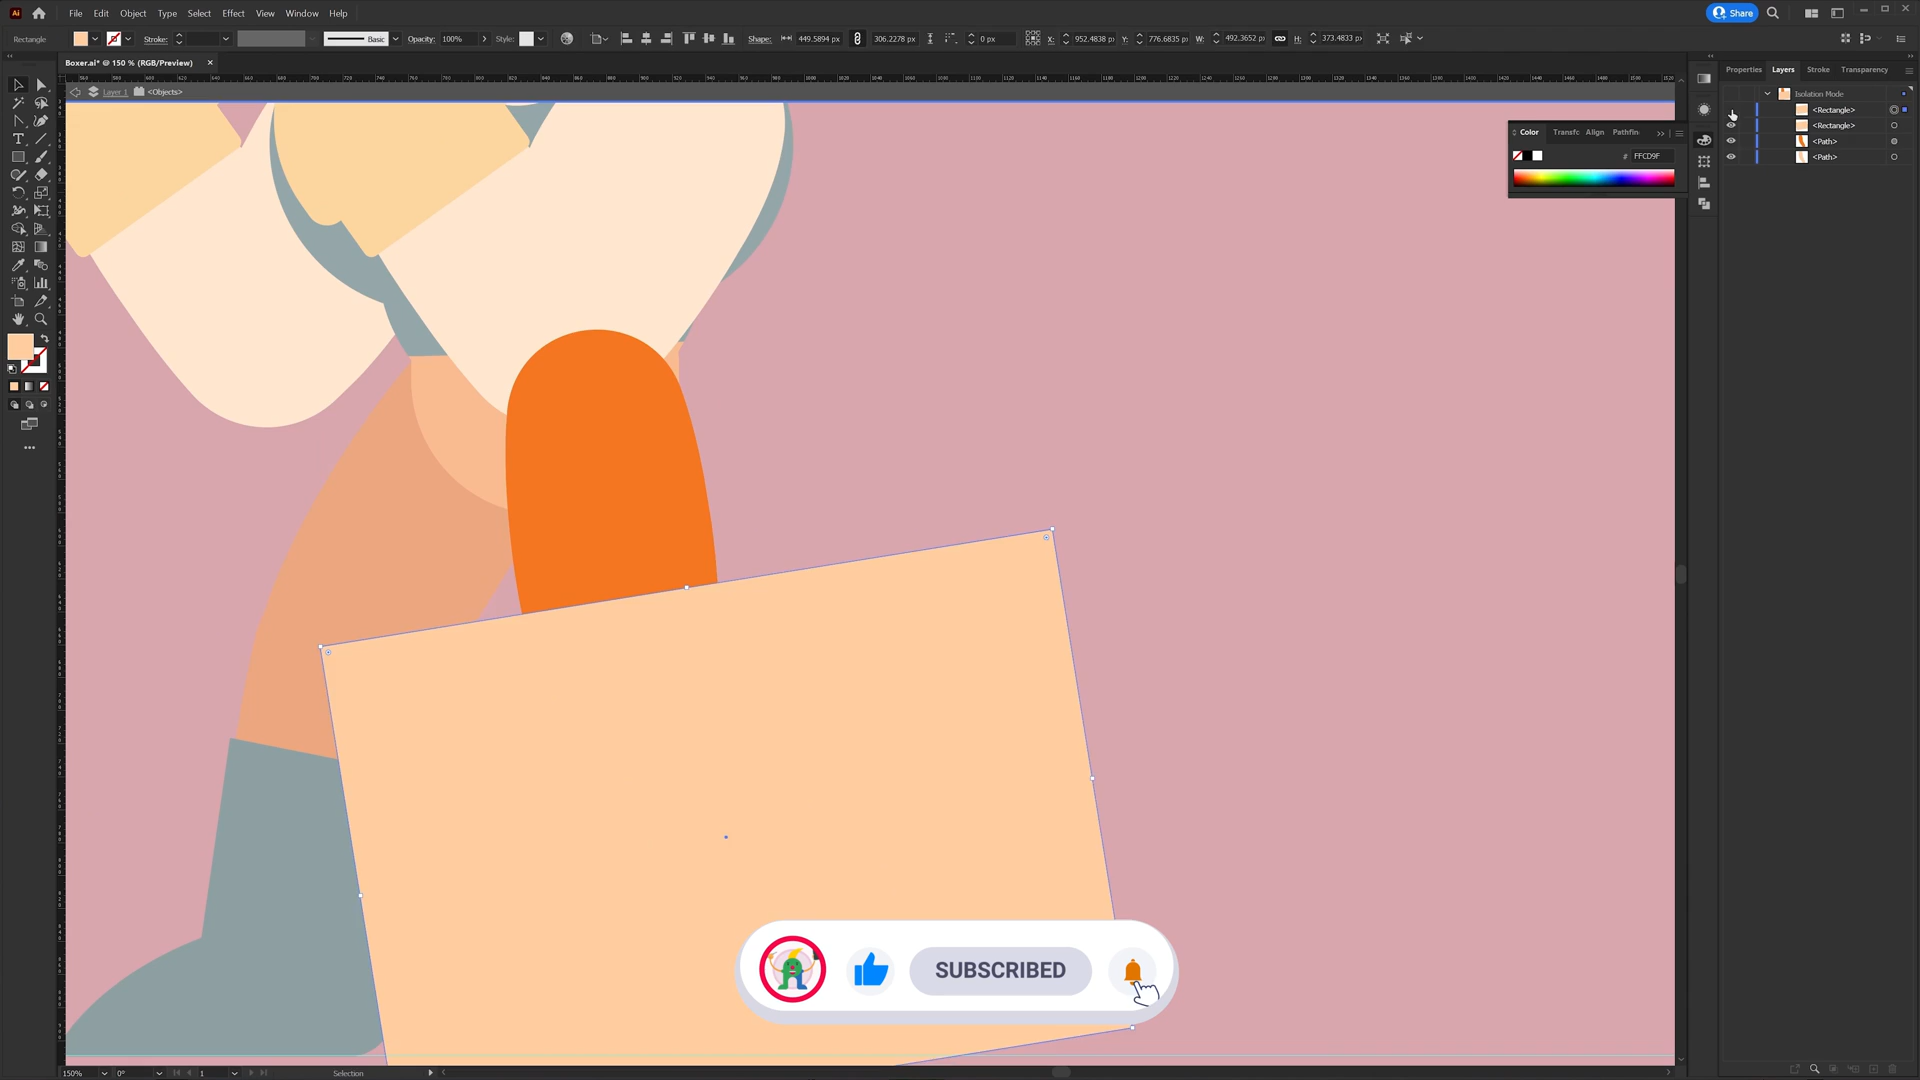 Ai File Edit Object Type Select Effect View Window Help Share
Rectangle Stroke: Basic Opacity: 100% Style: Shape: 449.5894 px 306.2278 px 0 px X: 952.4838 p Y: 776.6835 p W: 492.3652 p H: 373.4833 p
Boxer.ai* @ 150 % (RGB/Preview) ×
Layer 1 <Objects>
Properties Layers Stroke Transparency
Isolation Mode
<Rectangle>
<Rectangle>
<Path>
<Path>
Color Transfc Align Pathfin
# FFCD9F
SUBSCRIBED
150% 0° 1 Selection